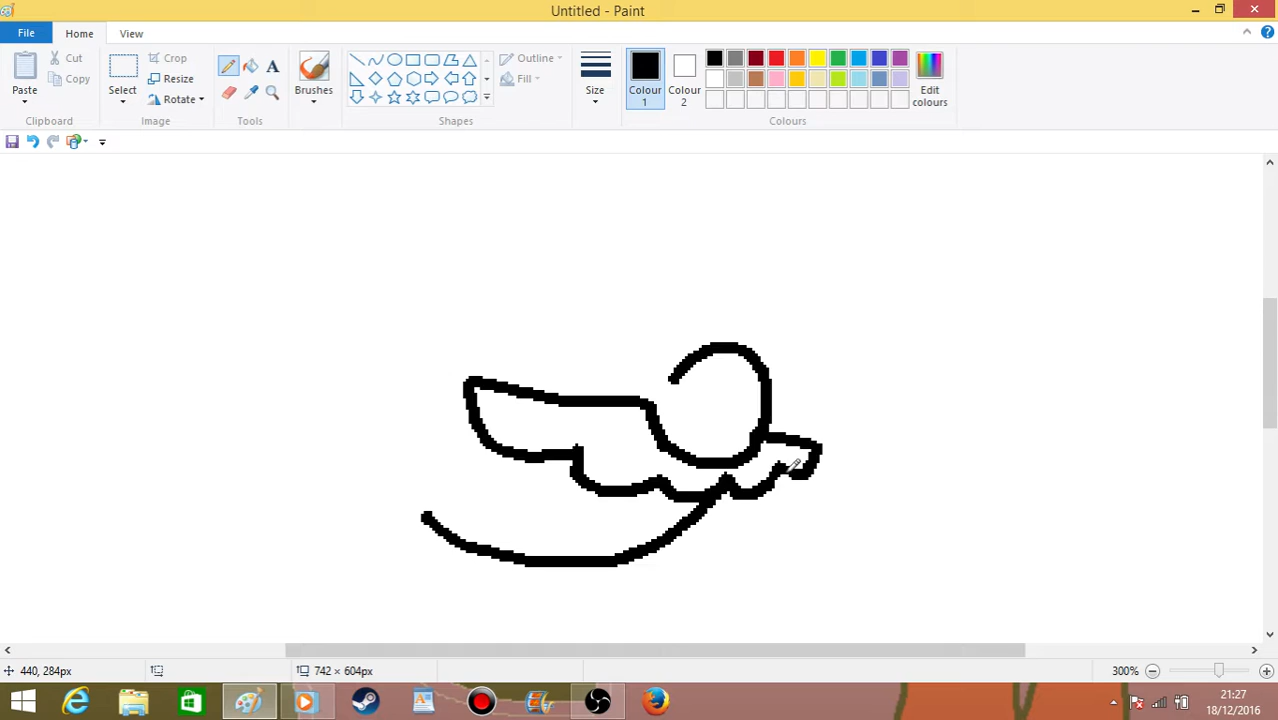 Untitled - Paint
File Home View
Paste
Cut
Copy
Clipboard
Select
Crop
Resize
Rotate
Image
A
Tools
Brushes
Shapes
Outline
Fill
Size
Colour 1
Colour 2
Edit colours
Colours
440, 284px
742 × 604px
300%
21:27
18/12/2016